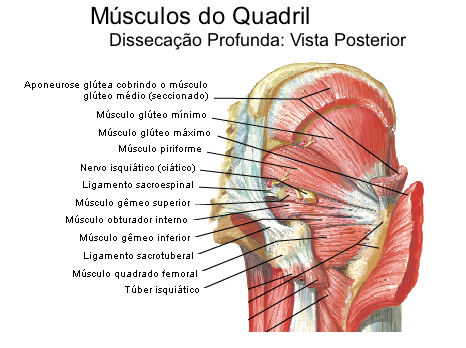 Músculos do Quadril
Dissecação Profunda: Vista Posterior
Aponeurose glútea cobrindo o músculo
glúteo médio (seccionado)
Músculo glúteo mínimo
Músculo glúteo máximo
Músculo piriforme
Nervo isquiático (ciático)
Ligamento sacroespinal
Músculo gêmeo superior
Músculo obturador interno
Músculo gêmeo inferior
Ligamento sacrotuberal
Músculo quadrado femoral
Túber isquiático